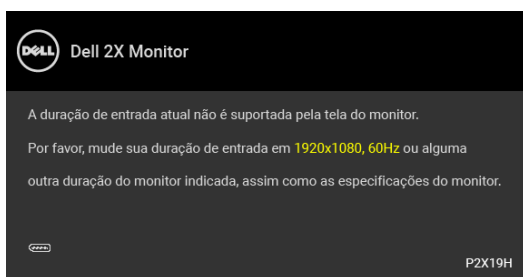 DELL
Dell 2X Monitor
A duração de entrada atual não é suportada pela tela do monitor.
Por favor, mude sua duração de entrada em 1920x1080, 60Hz ou alguma
outra duração do monitor indicada, assim como as especificações do monitor.
P2X19H